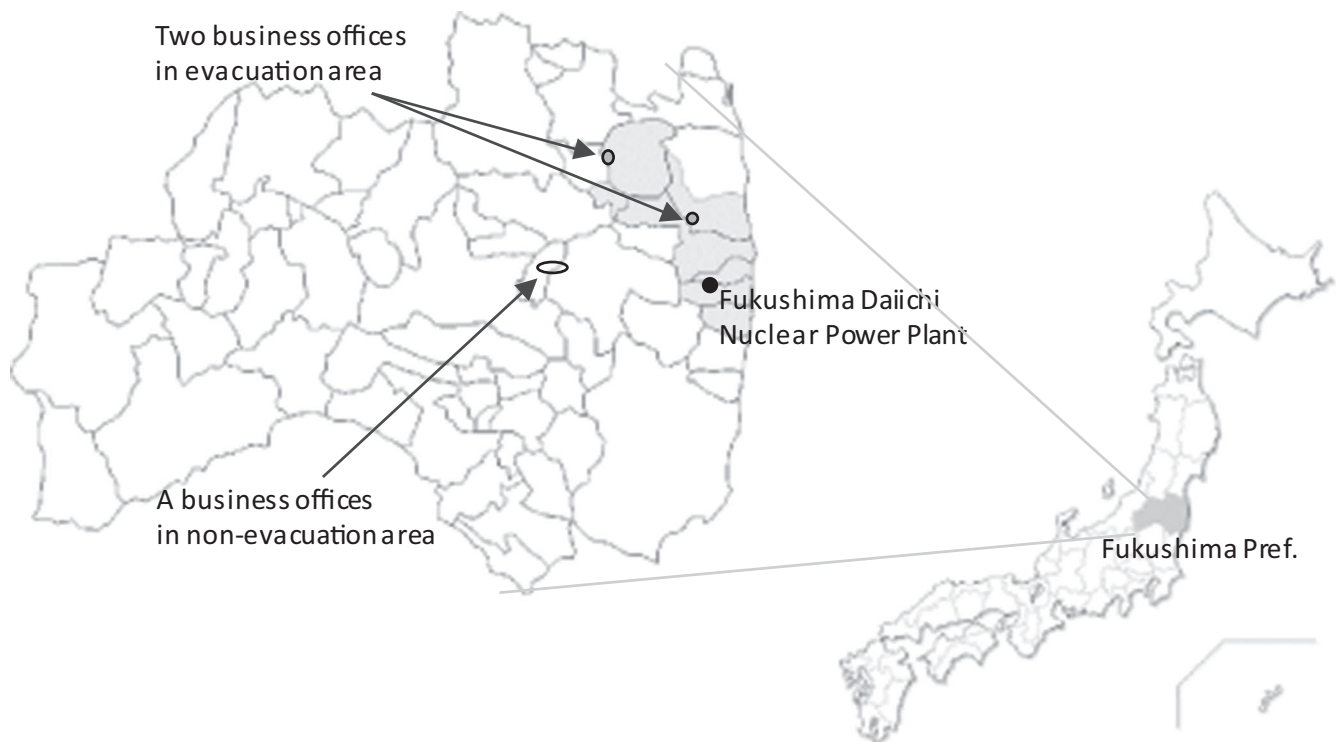 Two business offices
in evacuation area
Fukushima Daiichi
Nuclear Power Plant
A business offices
in non-evacuation area
Fukushima Pref.